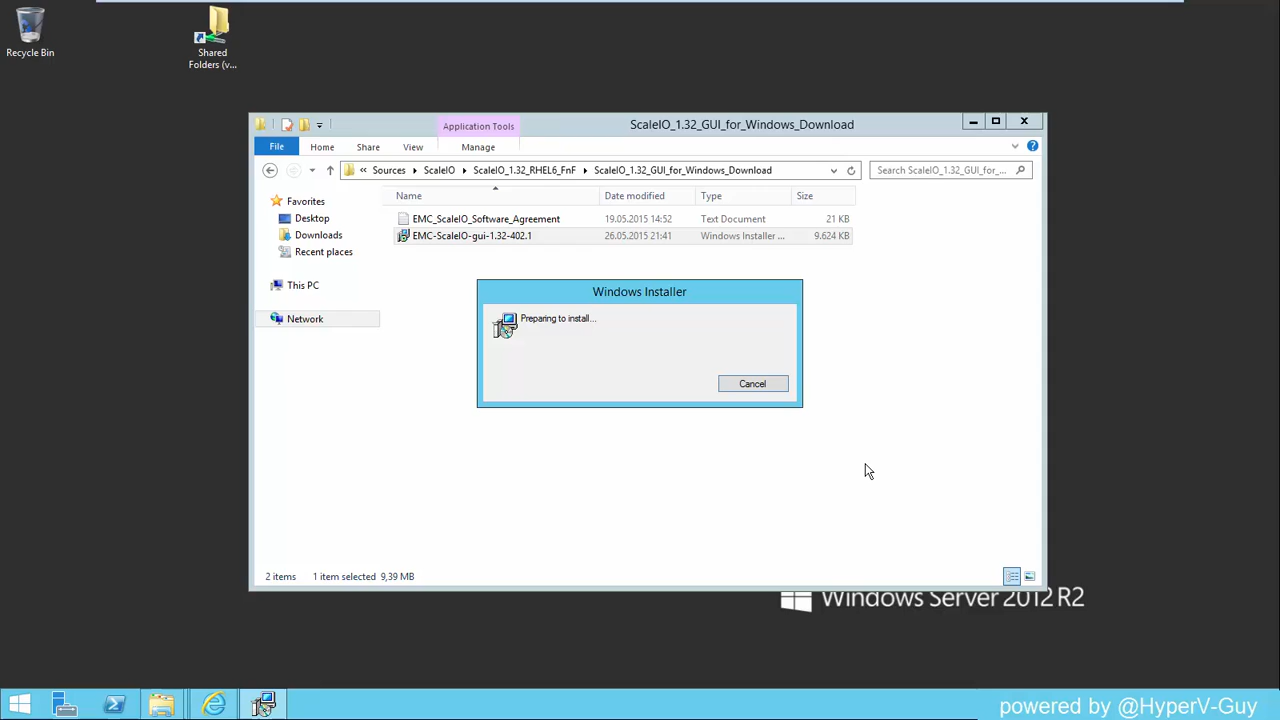 Recycle Bin
Shared
Folders (v...
Application Tools
ScaleIO_1.32_GUI_for_Windows_Download
File
Home
Share
View
Manage
« Sources
ScaleIO
ScaleIO_1.32_RHEL6_FnF
ScaleIO_1.32_GUI_for_Windows_Download
Search ScaleIO_1.32_GUI_for_...
Name
Date modified
Type
Size
Favorites
Desktop
Downloads
Recent places
This PC
Network
EMC_ScaleIO_Software_Agreement
19.05.2015 14:52
Text Document
21 KB
EMC-ScaleIO-gui-1.32-402.1
26.05.2015 21:41
Windows Installer ...
9.624 KB
Windows Installer
Preparing to install...
Cancel
2 items
1 item selected 9,39 MB
Windows Server 2012 R2
powered by @HyperV-Guy